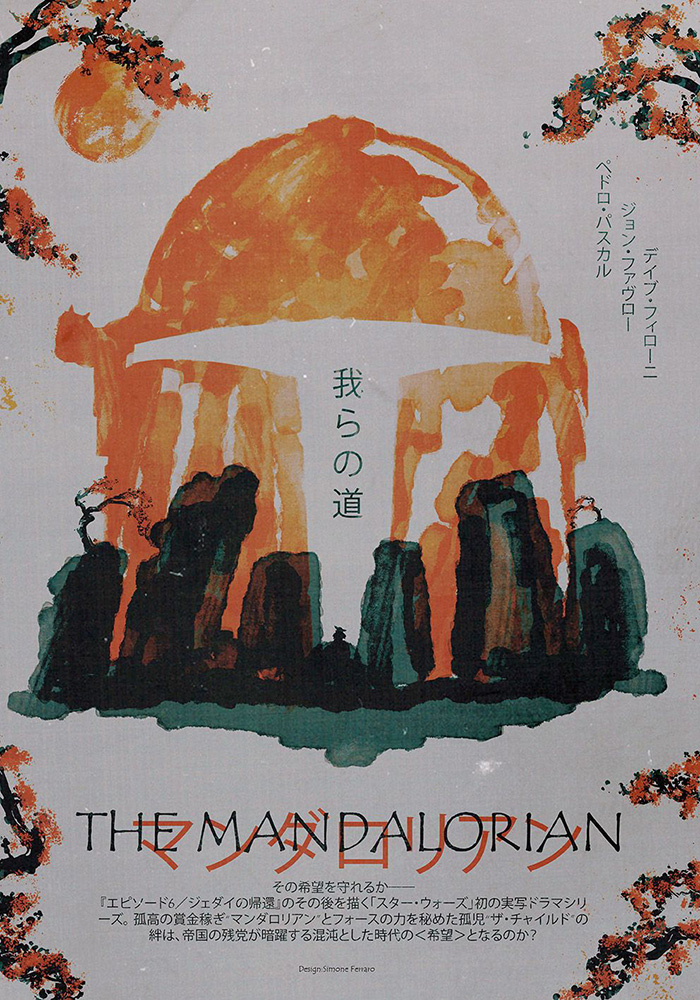 デイブ・フィローニ
ジョン・ファヴロー
ペドロ・パスカル
我らの道
THE MANDALORIAN
マンダロリアン
その希望を守れるか――
『エピソード6／ジェダイの帰還』のその後を描く「スター・ウォーズ」初の実写ドラマシリ
ーズ。孤高の賞金稼ぎ“マンダロリアン”とフォースの力を秘めた孤児“ザ・チャイルド”の
絆は、帝国の残党が暗躍する混沌とした時代の＜希望＞となるのか？
Design:Simone Ferraro